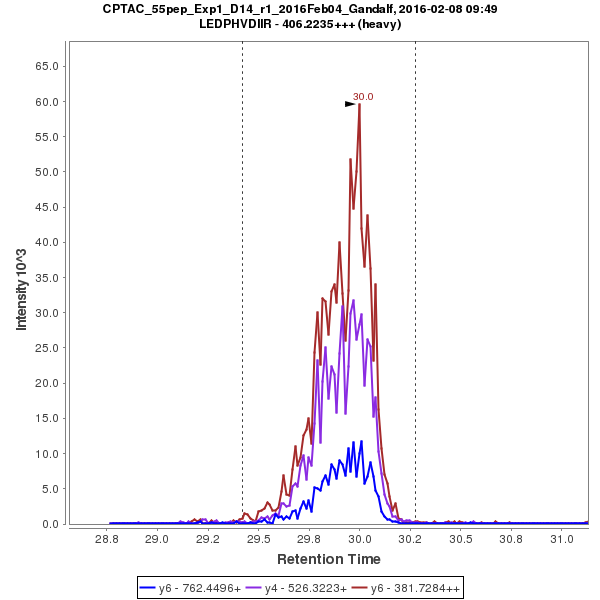 CPTAC_55pep_Exp1_D14_r1_2016Feb04_Gandalf, 2016-02-08 09:49
LEDPHVDIIR - 406.2235+++ (heavy)
30.0
65.0
60.0
55.0
50.0
45.0
40.0
35.0
30.0
25.0
20.0
15.0
10.0
5.0
0.0
Intensity 10^3
28.8 29.0 29.2 29.5 29.8 30.0 30.2 30.5 30.8 31.0
Retention Time
y6 - 762.4496+ y4 - 526.3223+ y6 - 381.7284++